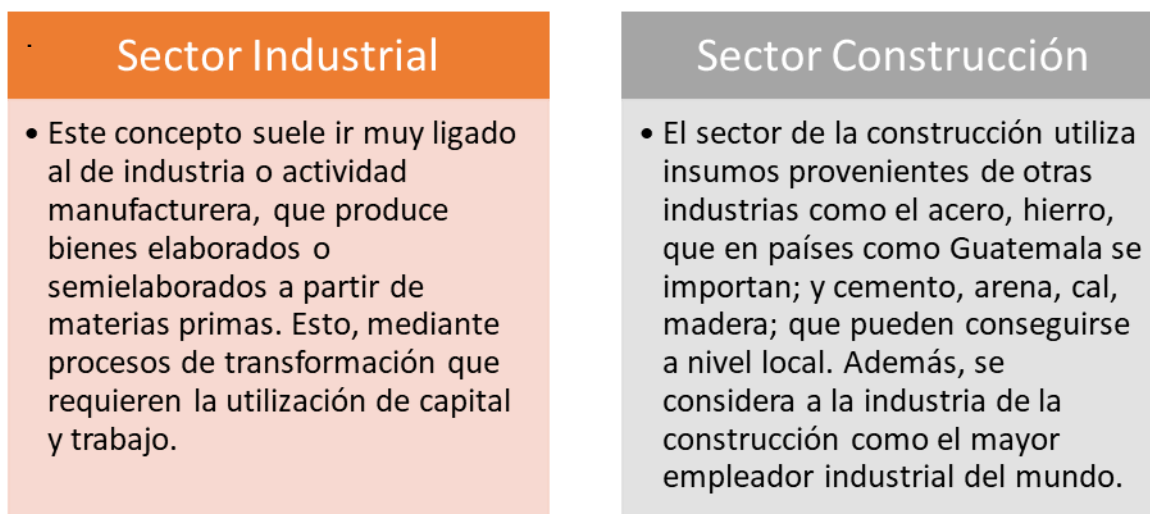 Sector Industrial
• Este concepto suele ir muy ligado
al de industria o actividad
manufacturera, que produce
bienes elaborados o
semielaborados a partir de
materias primas. Esto, mediante
procesos de transformación que
requieren la utilización de capital
y trabajo.
Sector Construcción
• El sector de la construcción utiliza
insumos provenientes de otras
industrias como el acero, hierro,
que en países como Guatemala se
importan; y cemento, arena, cal,
madera; que pueden conseguirse
a nivel local. Además, se
considera a la industria de la
construcción como el mayor
empleador industrial del mundo.